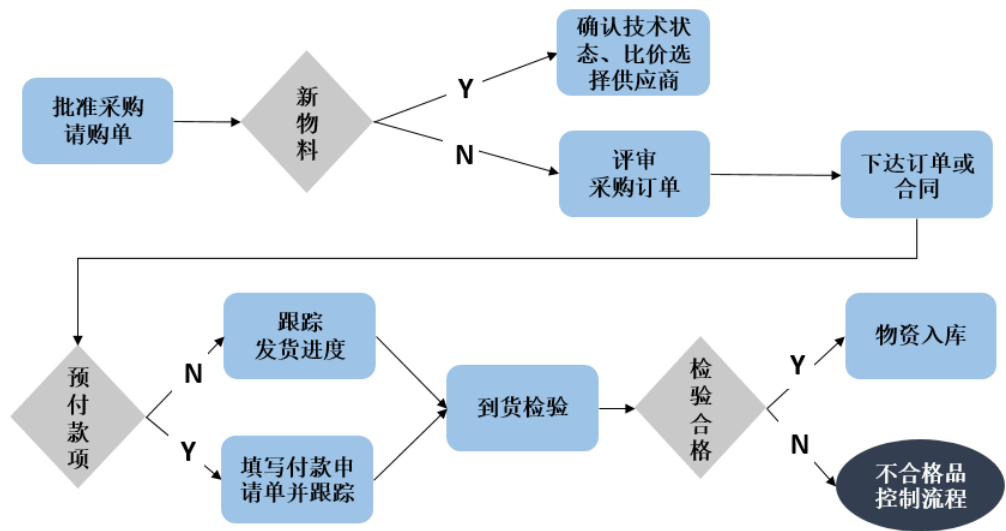 批准采购
请购单
新
物
料
Y
N
确认技术状
态、比价选
择供应商
评审
采购订单
下达订单或
合同
预
付
款
项
N
Y
跟踪
发货进度
填写付款申
请单并跟踪
到货检验
检
验
合
格
Y
N
物资入库
不合格品
控制流程